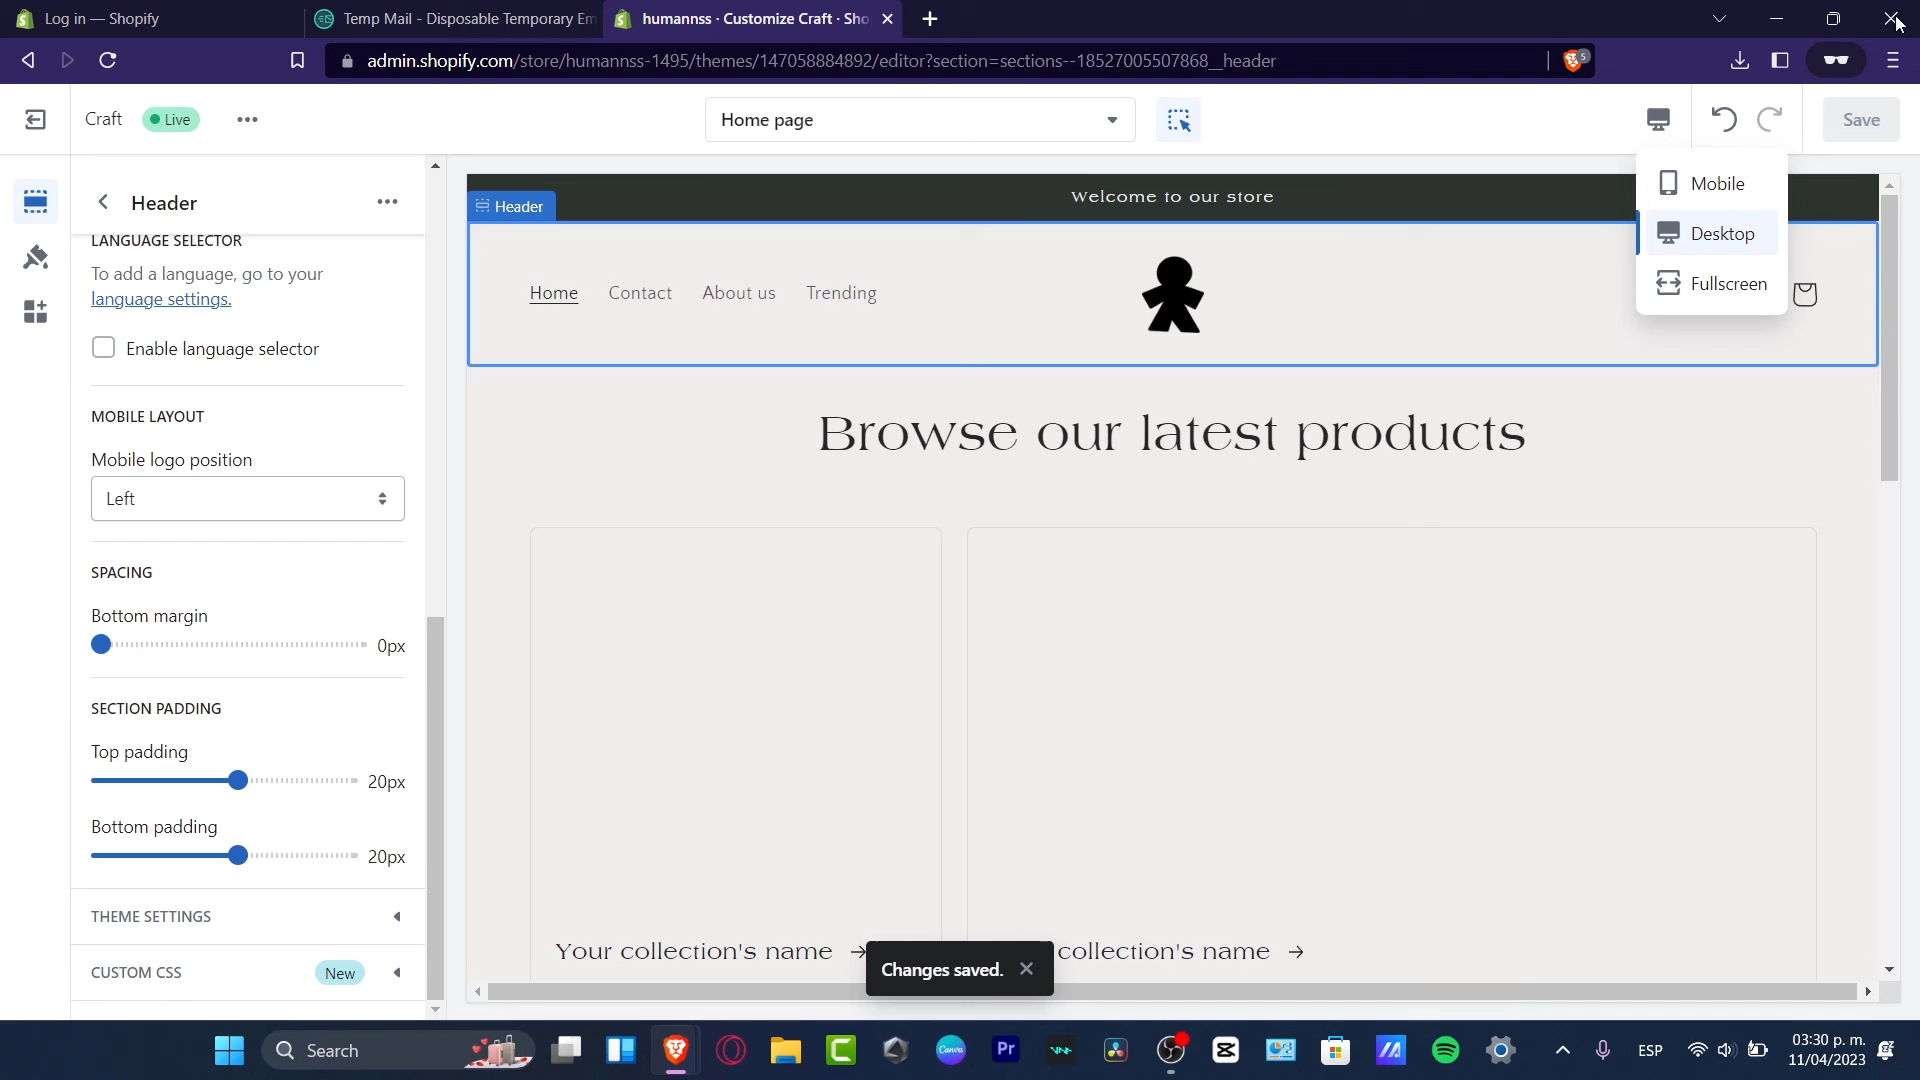 Log in — Shopify
Temp Mail - Disposable Temporary Em
humannss · Customize Craft · Sho
admin.shopify.com/store/humannss-1495/themes/147058884892/editor?section=sections--18527005507868__header
5
Craft
Live
Home page
Save
Mobile
Desktop
Fullscreen
Header
LANGUAGE SELECTOR
To add a language, go to your
language settings.
Enable language selector
MOBILE LAYOUT
Mobile logo position
Left
SPACING
Bottom margin
0px
SECTION PADDING
Top padding
20px
Bottom padding
20px
THEME SETTINGS
CUSTOM CSS
New
Welcome to our store
Header
Home
Contact
About us
Trending
Browse our latest products
Your collection's name →
collection's name →
Changes saved.
Search
Canva
Pr
ESP
03:30 p. m.
11/04/2023